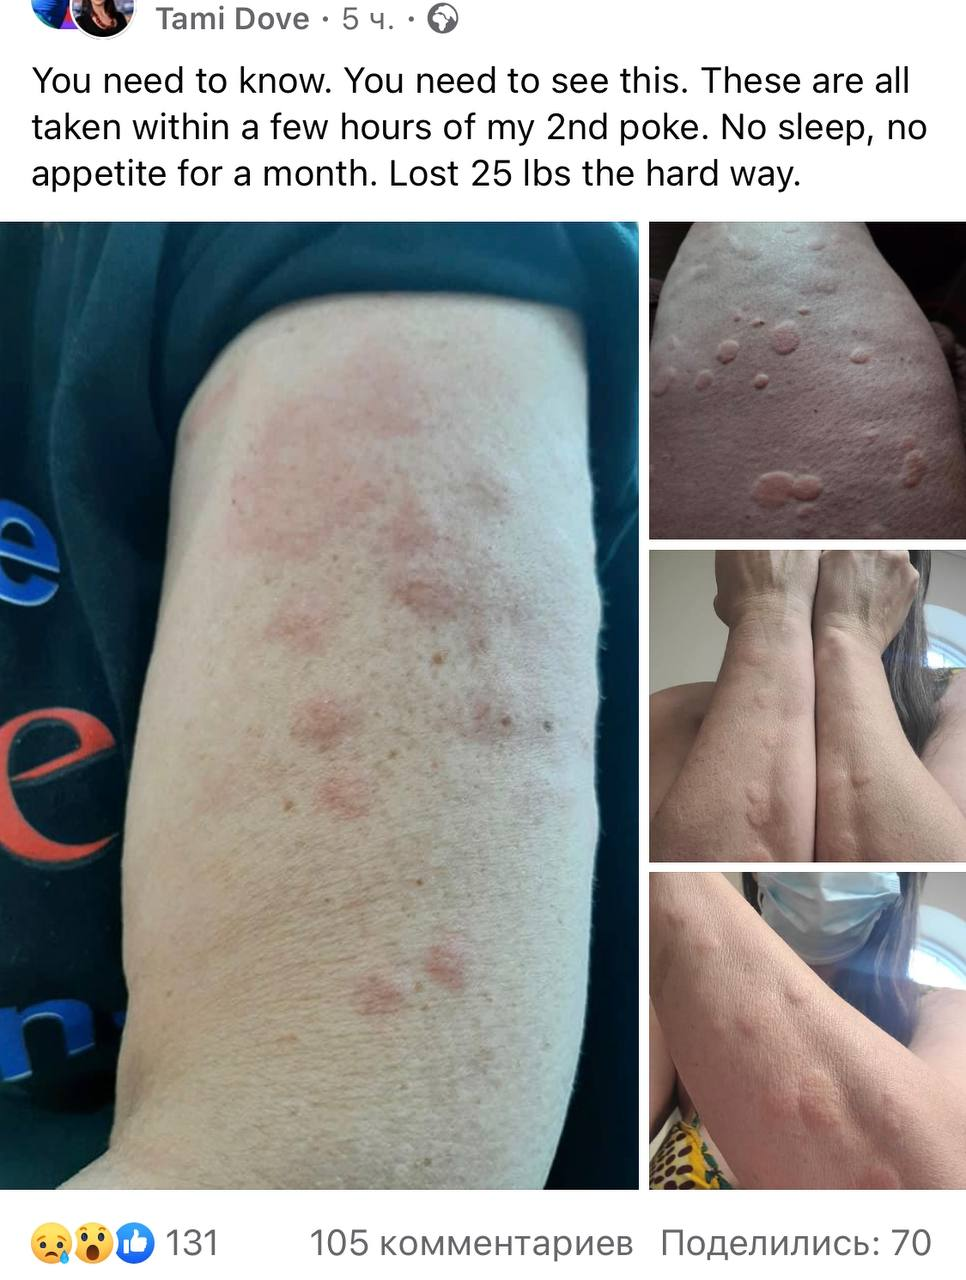 Tami Dove · 5 ч. ·
You need to know. You need to see this. These are all
taken within a few hours of my 2nd poke. No sleep, no
appetite for a month. Lost 25 lbs the hard way.
e
e
n
131 105 комментариев Поделились: 70